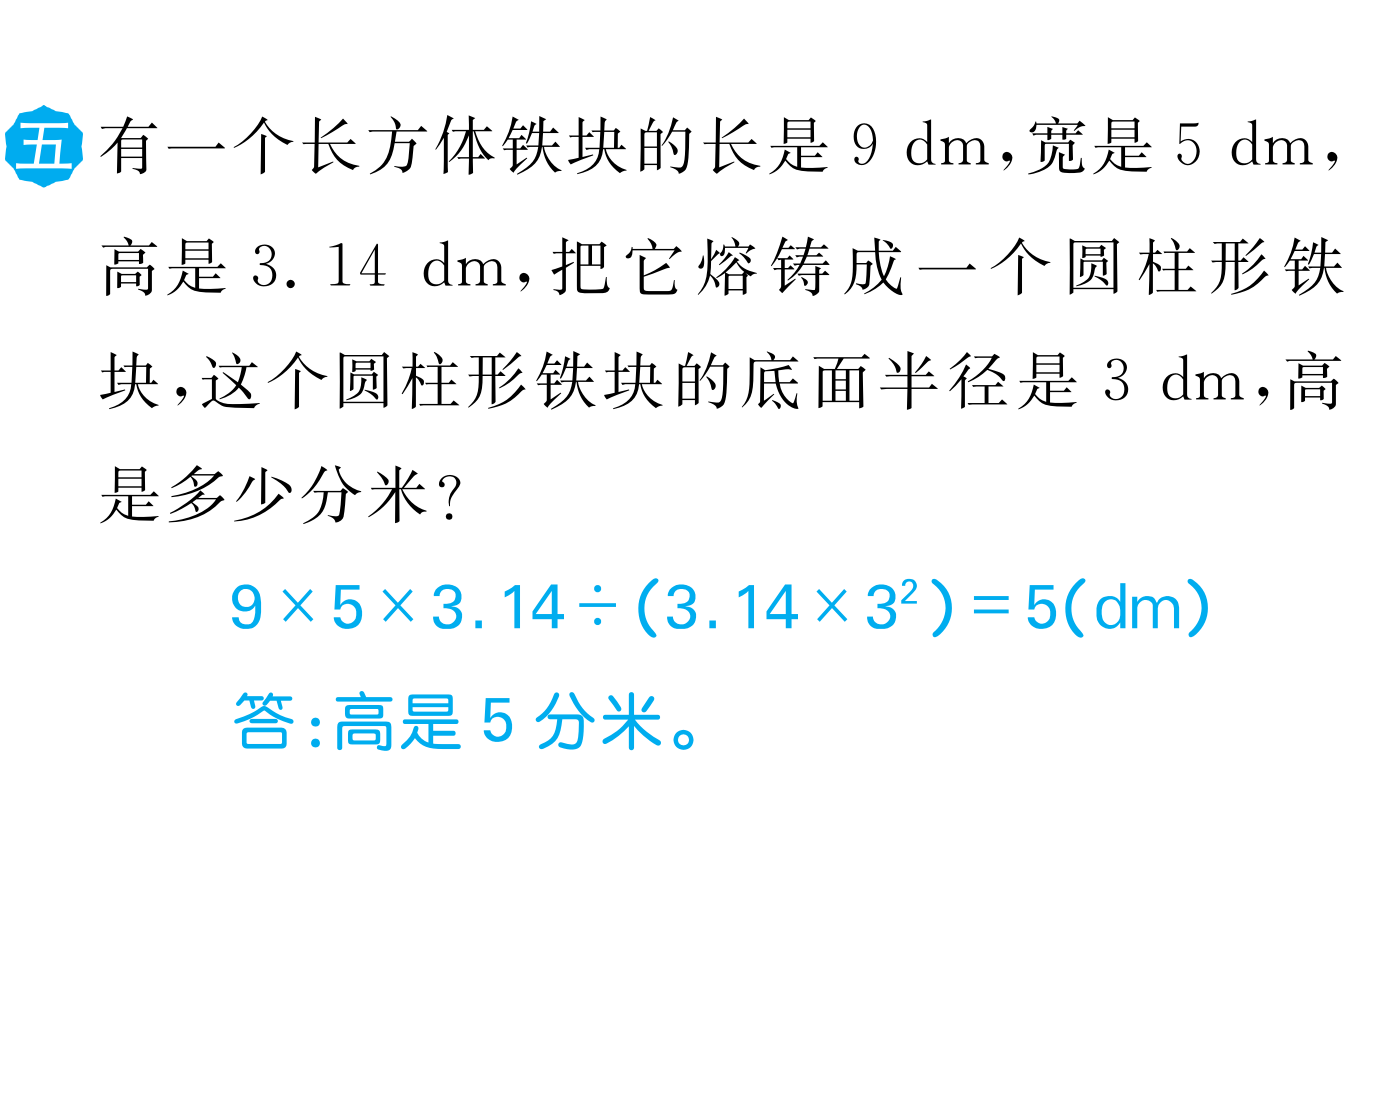 五 有一个长方体铁块的长是 9 dm,宽是 5 dm,
高是 3. 14 dm,把它熔铸成一个圆柱形铁
块,这个圆柱形铁块的底面半径是 3 dm,高
是多少分米?
9×5×3.14÷(3.14×3²)=5(dm)
答:高是 5 分米。